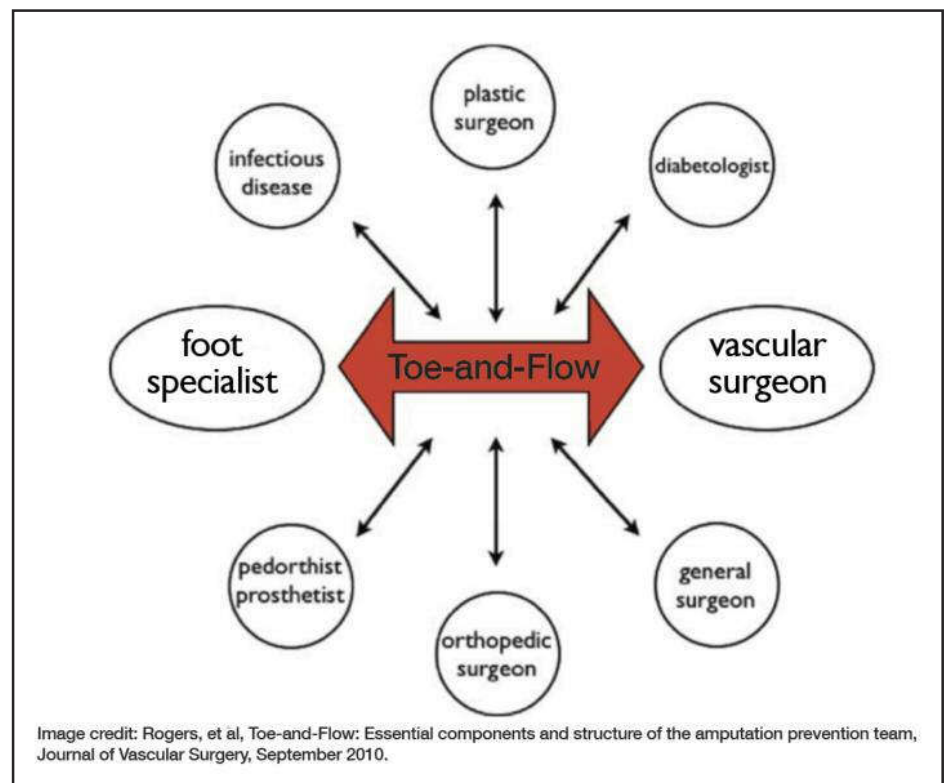 plastic
surgeon
infectious
disease
diabetologist
foot
specialist
Toe-and-Flow
vascular
surgeon
pedorthist
prosthetist
orthopedic
surgeon
general
surgeon
Image credit: Rogers, et al, Toe-and-Flow: Essential components and structure of the amputation prevention team,
Journal of Vascular Surgery, September 2010.